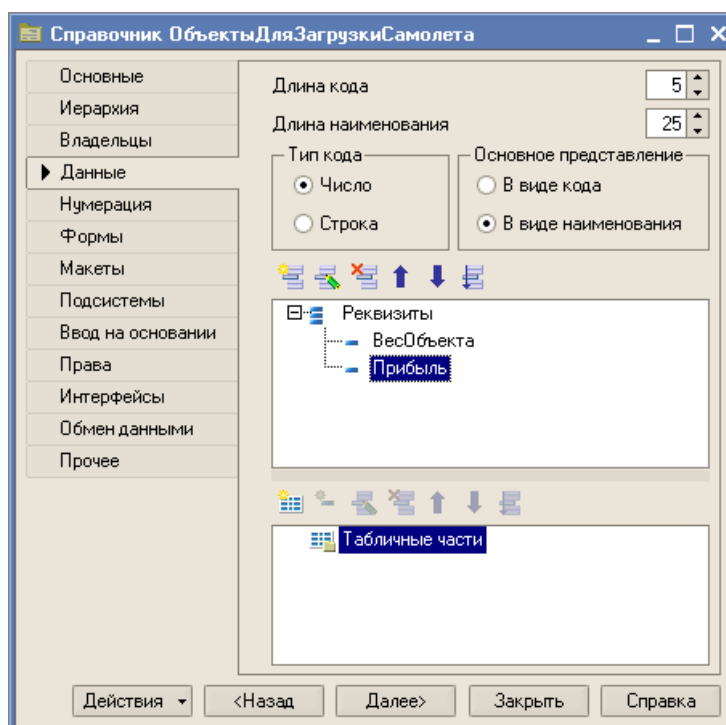 Справочник ОбъектыДляЗагрузкиСамолета
Основные
Иерархия
Владельцы
Данные
Нумерация
Формы
Макеты
Подсистемы
Ввод на основании
Права
Интерфейсы
Обмен данными
Прочее
Длина кода 5
Длина наименования 25
Тип кода
Число
Строка
Основное представление
В виде кода
В виде наименования
Реквизиты
ВесОбъекта
Прибыль
Табличные части
Действия <Назад Далее> Закрыть Справка